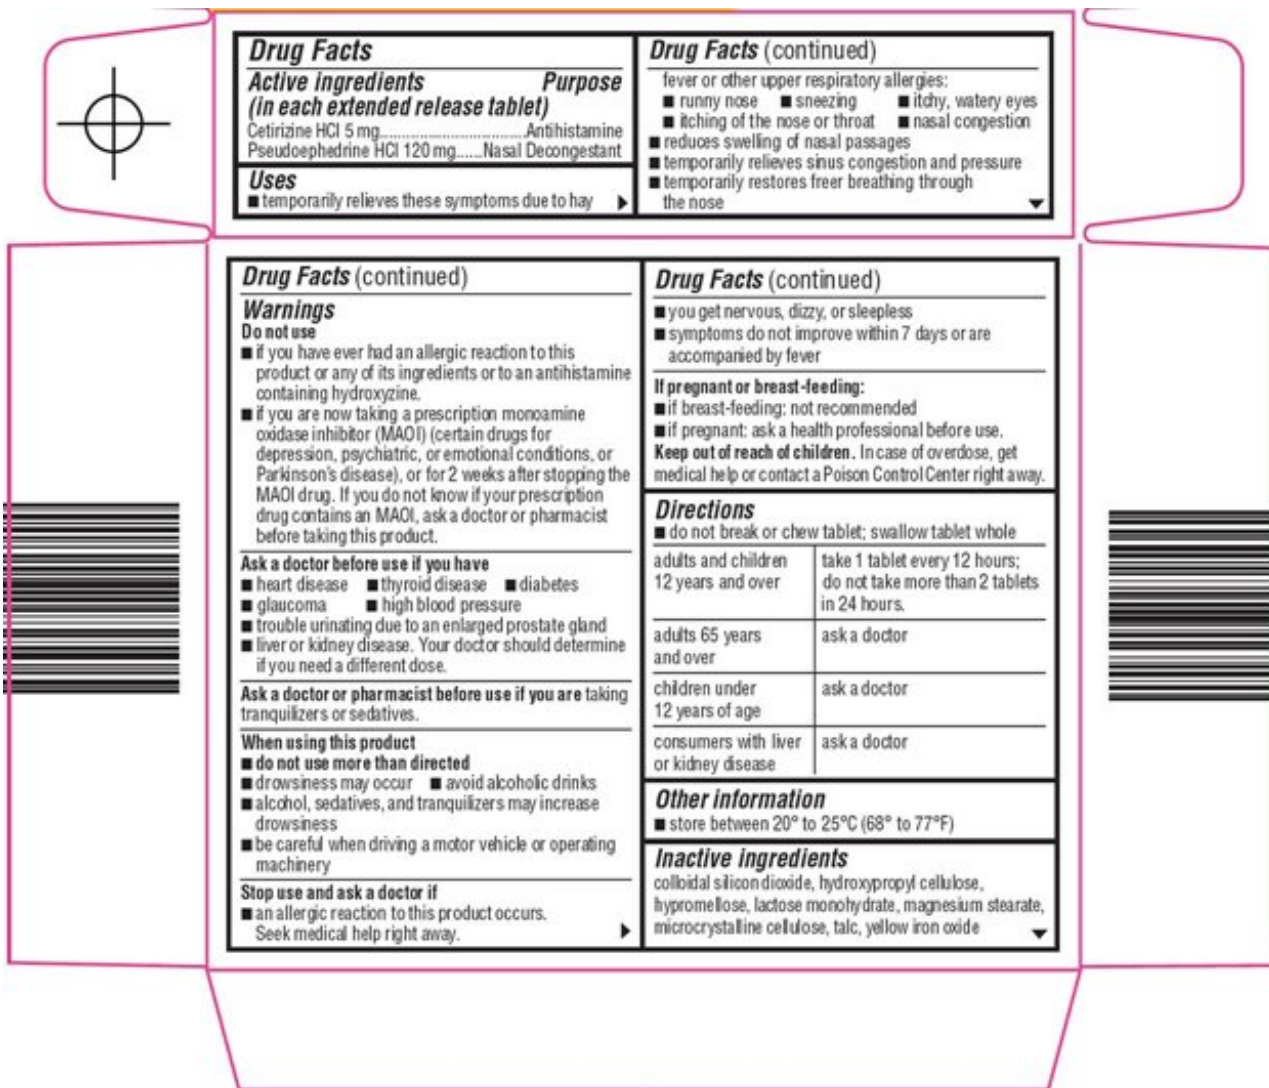 Drug Facts
Active ingredients Purpose
(in each extended release tablet)
Cetirizine HCl 5 mg..................................Antihistamine
Pseudoephedrine HCl 120 mg......Nasal Decongestant
Uses
■ temporarily relieves these symptoms due to hay
Drug Facts (continued)
fever or other upper respiratory allergies:
■ runny nose ■ sneezing ■ itchy, watery eyes
■ itching of the nose or throat ■ nasal congestion
■ reduces swelling of nasal passages
■ temporarily relieves sinus congestion and pressure
■ temporarily restores freer breathing through
the nose
Drug Facts (continued)
Warnings
Do not use
■ if you have ever had an allergic reaction to this
product or any of its ingredients or to an antihistamine
containing hydroxyzine.
■ if you are now taking a prescription monoamine
oxidase inhibitor (MAOI) (certain drugs for
depression, psychiatric, or emotional conditions, or
Parkinson's disease), or for 2 weeks after stopping the
MAOI drug. If you do not know if your prescription
drug contains an MAOI, ask a doctor or pharmacist
before taking this product.
Ask a doctor before use if you have
■ heart disease ■ thyroid disease ■ diabetes
■ glaucoma ■ high blood pressure
■ trouble urinating due to an enlarged prostate gland
■ liver or kidney disease. Your doctor should determine
if you need a different dose.
Ask a doctor or pharmacist before use if you are taking
tranquilizers or sedatives.
When using this product
■ do not use more than directed
■ drowsiness may occur ■ avoid alcoholic drinks
■ alcohol, sedatives, and tranquilizers may increase
drowsiness
■ be careful when driving a motor vehicle or operating
machinery
Stop use and ask a doctor if
■ an allergic reaction to this product occurs.
Seek medical help right away.
Drug Facts (continued)
■ you get nervous, dizzy, or sleepless
■ symptoms do not improve within 7 days or are
accompanied by fever
If pregnant or breast-feeding:
■ if breast-feeding: not recommended
■ if pregnant: ask a health professional before use.
Keep out of reach of children. In case of overdose, get
medical help or contact a Poison Control Center right away.
Directions
■ do not break or chew tablet; swallow tablet whole
adults and children take 1 tablet every 12 hours;
12 years and over do not take more than 2 tablets
in 24 hours.
adults 65 years ask a doctor
and over
children under ask a doctor
12 years of age
consumers with liver ask a doctor
or kidney disease
Other information
■ store between 20° to 25°C (68° to 77°F)
Inactive ingredients
colloidal silicon dioxide, hydroxypropyl cellulose,
hypromellose, lactose monohydrate, magnesium stearate,
microcrystalline cellulose, talc, yellow iron oxide